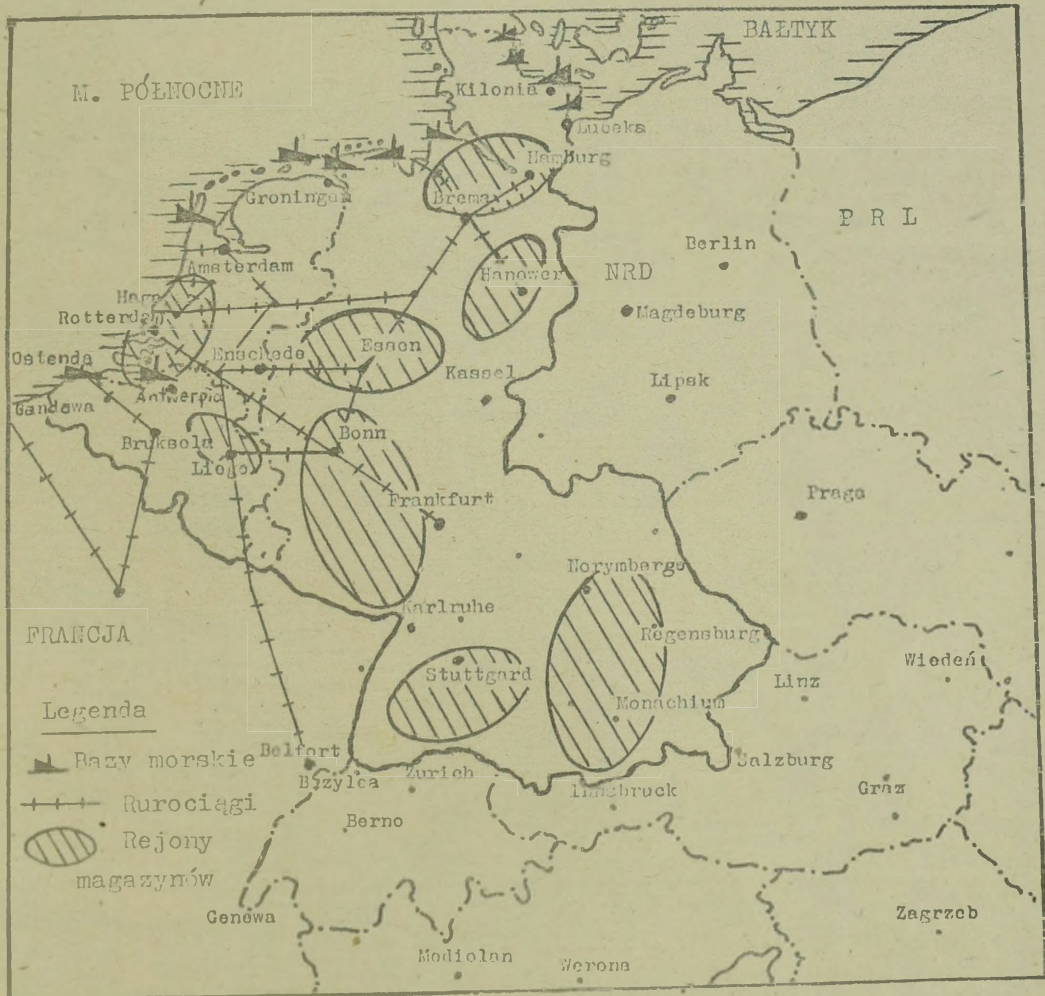 BAŁTYK
M. PÓŁNOCNE
Kilonia
Lubeka
Hamburg
Groningen
Brema
P R L
Berlin
Amsterdam
Hanower
NRD
Haga
Rotterdam
Magdeburg
Ostenda
Enschede
Essen
Kassel
Lipsk
Gandawa
Antwerpia
Bruksela
Bonn
Liege
Frankfurt
Praga
Norymberga
Karlruhe
FRANCJA
Regensburg
Wiedeń
Stuttgard
Linz
Legenda
Monachium
Bazy morskie
Belfort
Salzburg
Bazylea
Zurich
Rurociągi
Innsbruck
Graz
Berno
Rejony
magazynów
Genewa
Zagrzeb
Mediolan
Werona